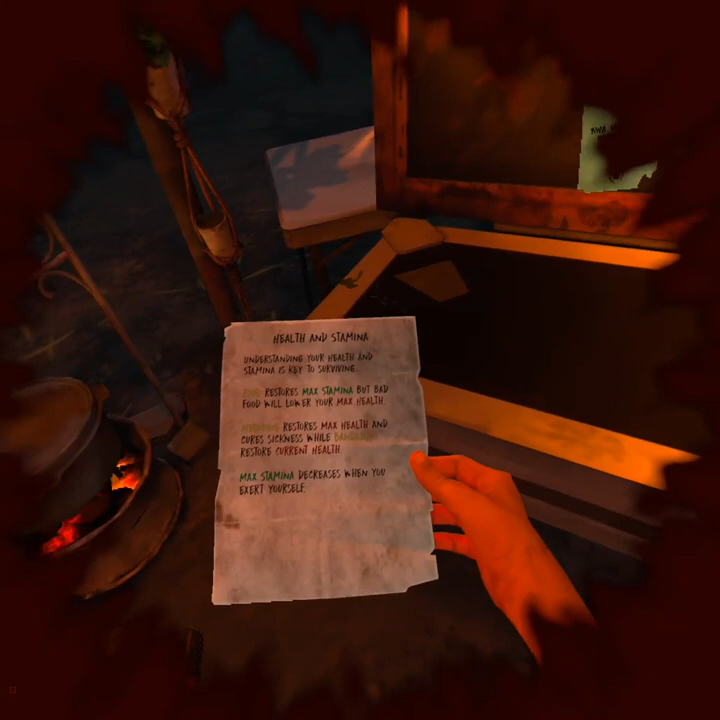 HEALTH AND STAMINA
UNDERSTANDING YOUR HEALTH AND
STAMINA IS KEY TO SURVIVING.
FOOD RESTORES MAX STAMINA BUT BAD
FOOD WILL LOWER YOUR MAX HEALTH.
RESTORES MAX HEALTH AND
CURES SICKNESS WHILE BANDAGES
RESTORE CURRENT HEALTH.
MAX STAMINA DECREASES WHEN YOU
EXERT YOURSELF.